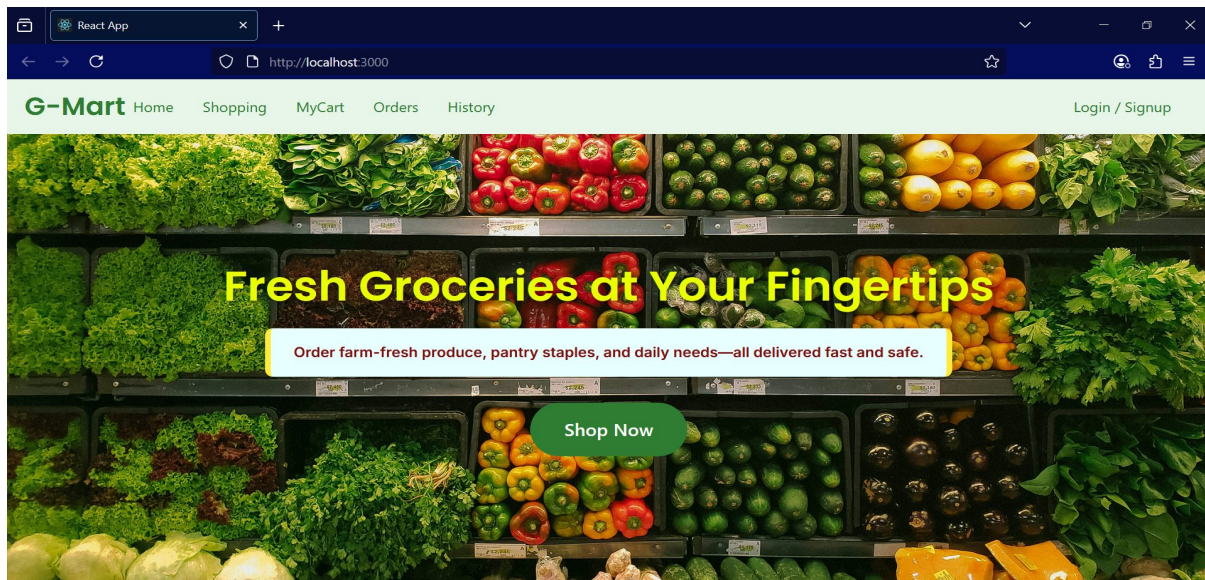 React App
http://localhost:3000
G-Mart Home Shopping MyCart Orders History Login / Signup
Fresh Groceries at Your Fingertips
Order farm-fresh produce, pantry staples, and daily needs—all delivered fast and safe.
Shop Now